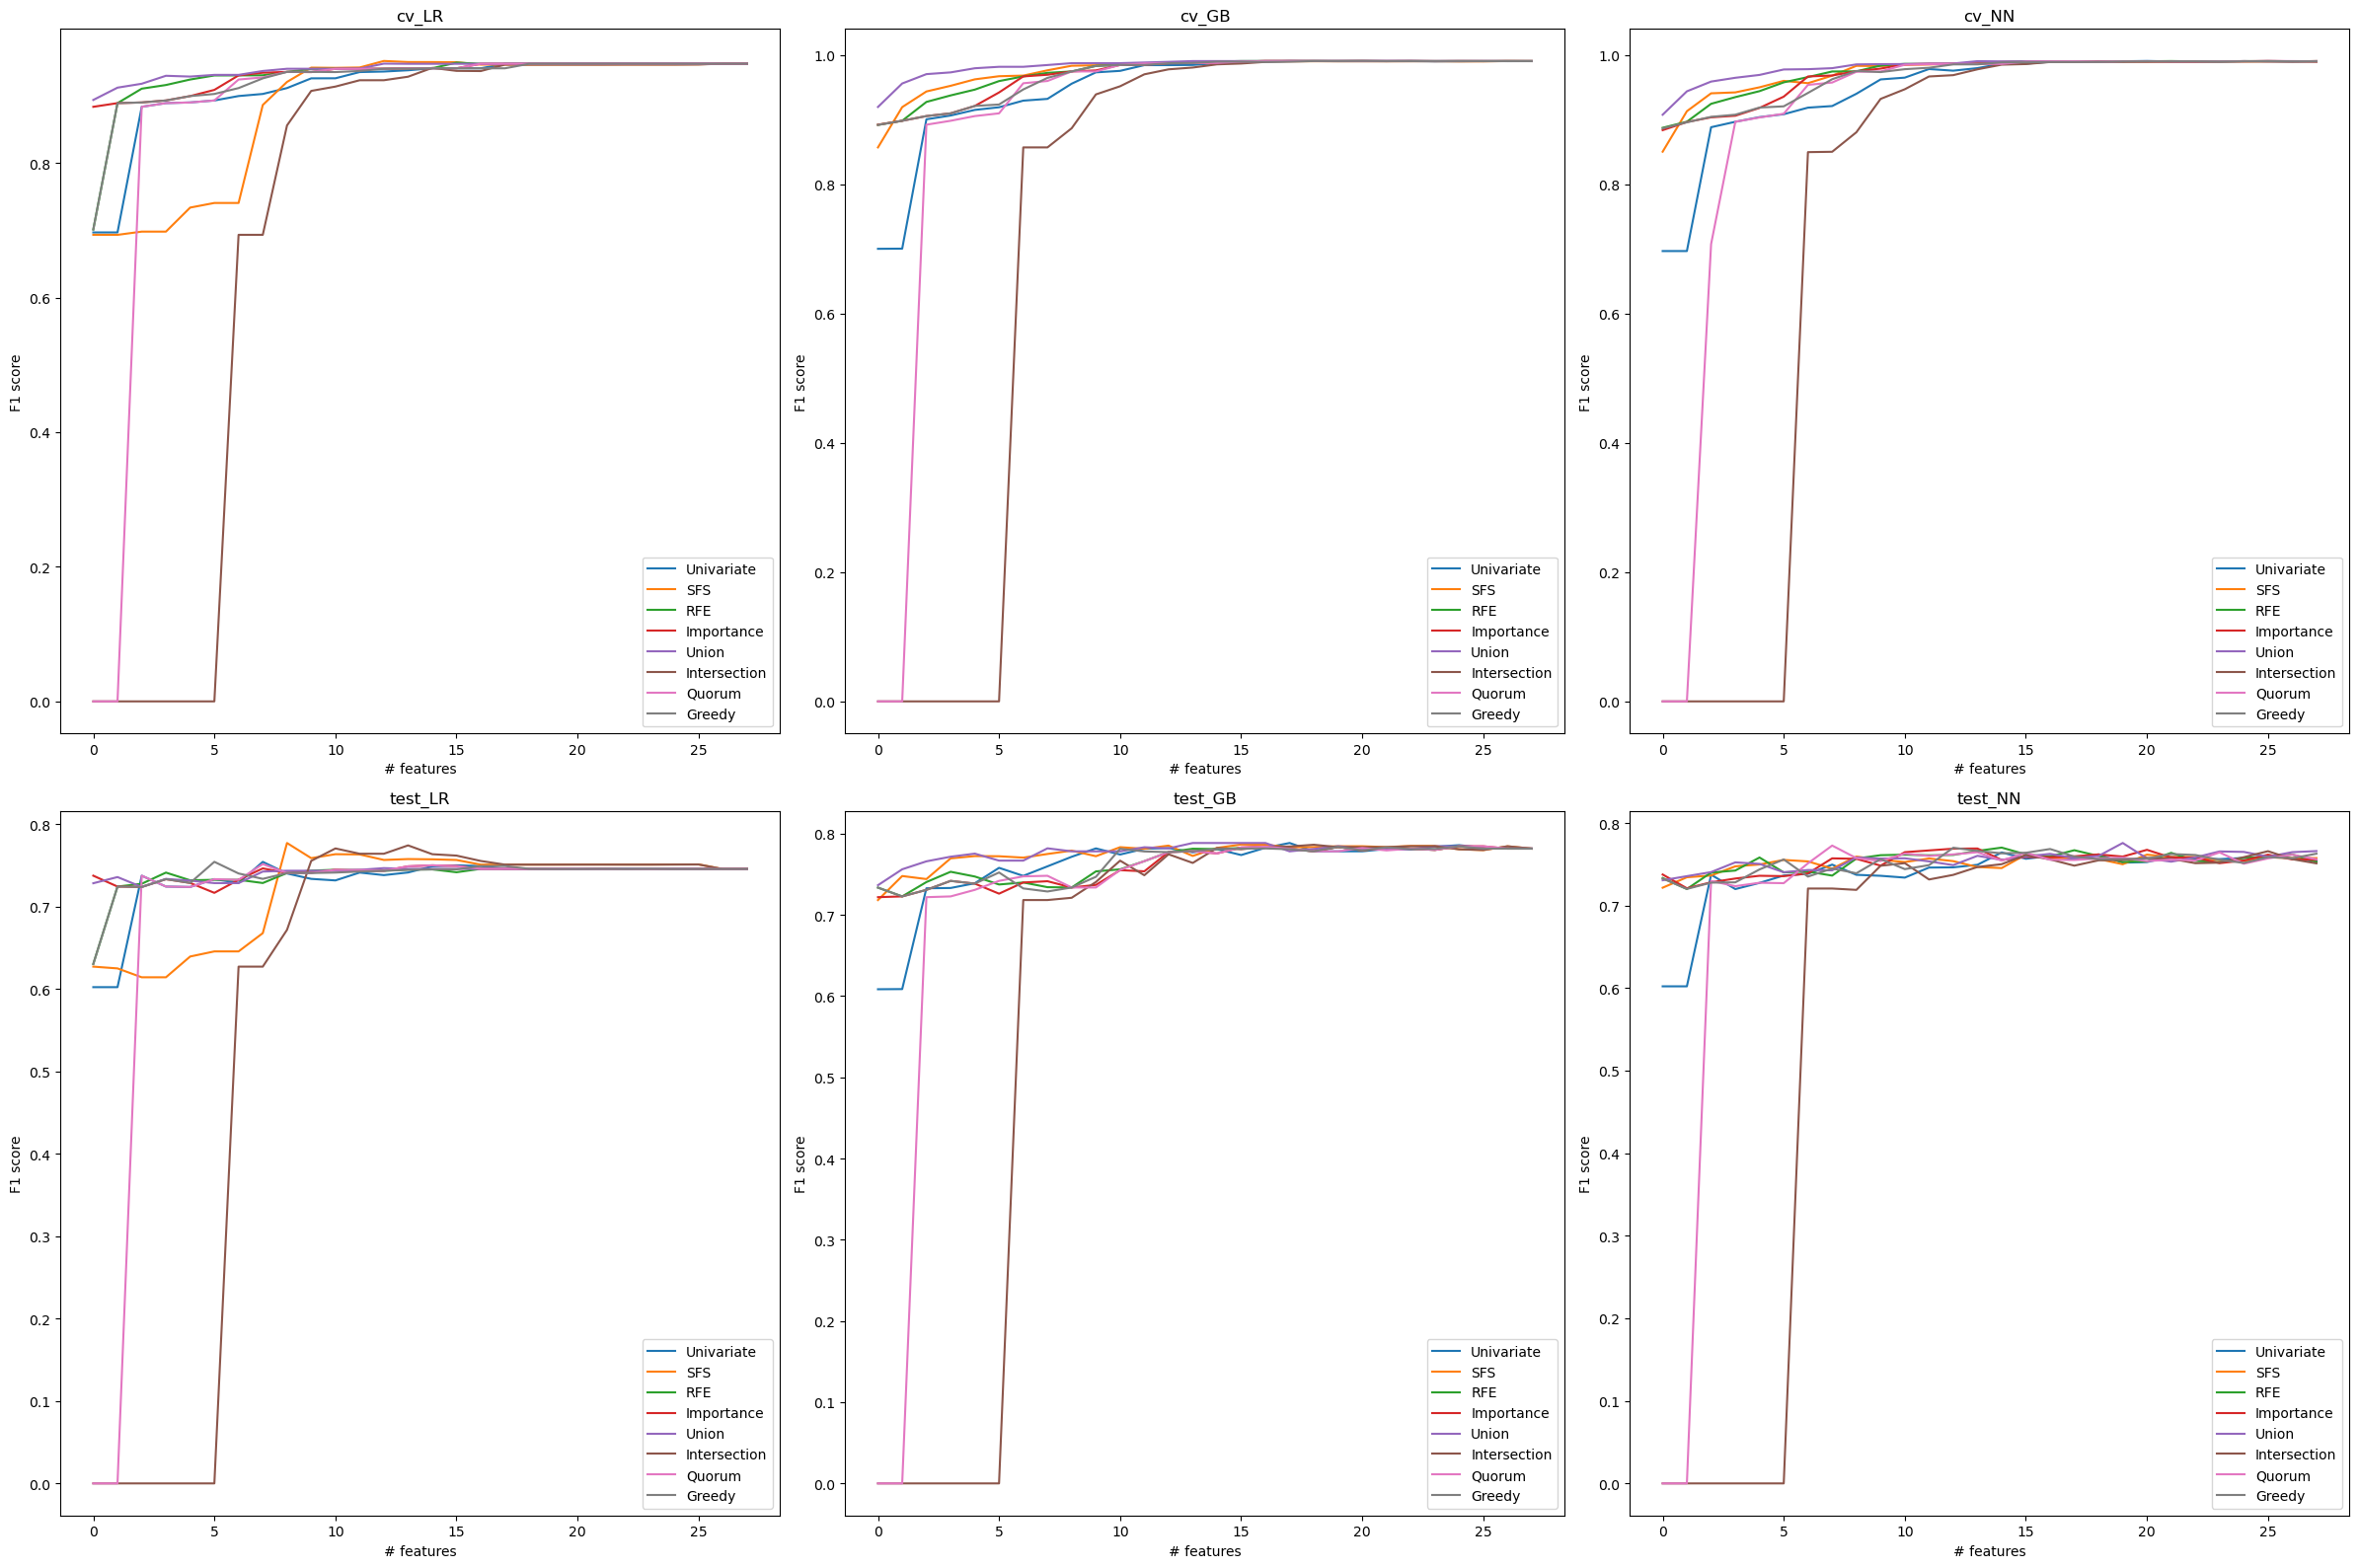 cv_LR
F1 score
0.8
0.6
0.4
0.2
0.0
0 5 10 15 20 25
# features
Univariate
SFS
RFE
Importance
Union
Intersection
Quorum
Greedy
cv_GB
F1 score
1.0
0.8
0.6
0.4
0.2
0.0
0 5 10 15 20 25
# features
Univariate
SFS
RFE
Importance
Union
Intersection
Quorum
Greedy
cv_NN
F1 score
1.0
0.8
0.6
0.4
0.2
0.0
0 5 10 15 20 25
# features
Univariate
SFS
RFE
Importance
Union
Intersection
Quorum
Greedy
test_LR
F1 score
0.8
0.7
0.6
0.5
0.4
0.3
0.2
0.1
0.0
0 5 10 15 20 25
# features
Univariate
SFS
RFE
Importance
Union
Intersection
Quorum
Greedy
test_GB
F1 score
0.8
0.7
0.6
0.5
0.4
0.3
0.2
0.1
0.0
0 5 10 15 20 25
# features
Univariate
SFS
RFE
Importance
Union
Intersection
Quorum
Greedy
test_NN
F1 score
0.8
0.7
0.6
0.5
0.4
0.3
0.2
0.1
0.0
0 5 10 15 20 25
# features
Univariate
SFS
RFE
Importance
Union
Intersection
Quorum
Greedy